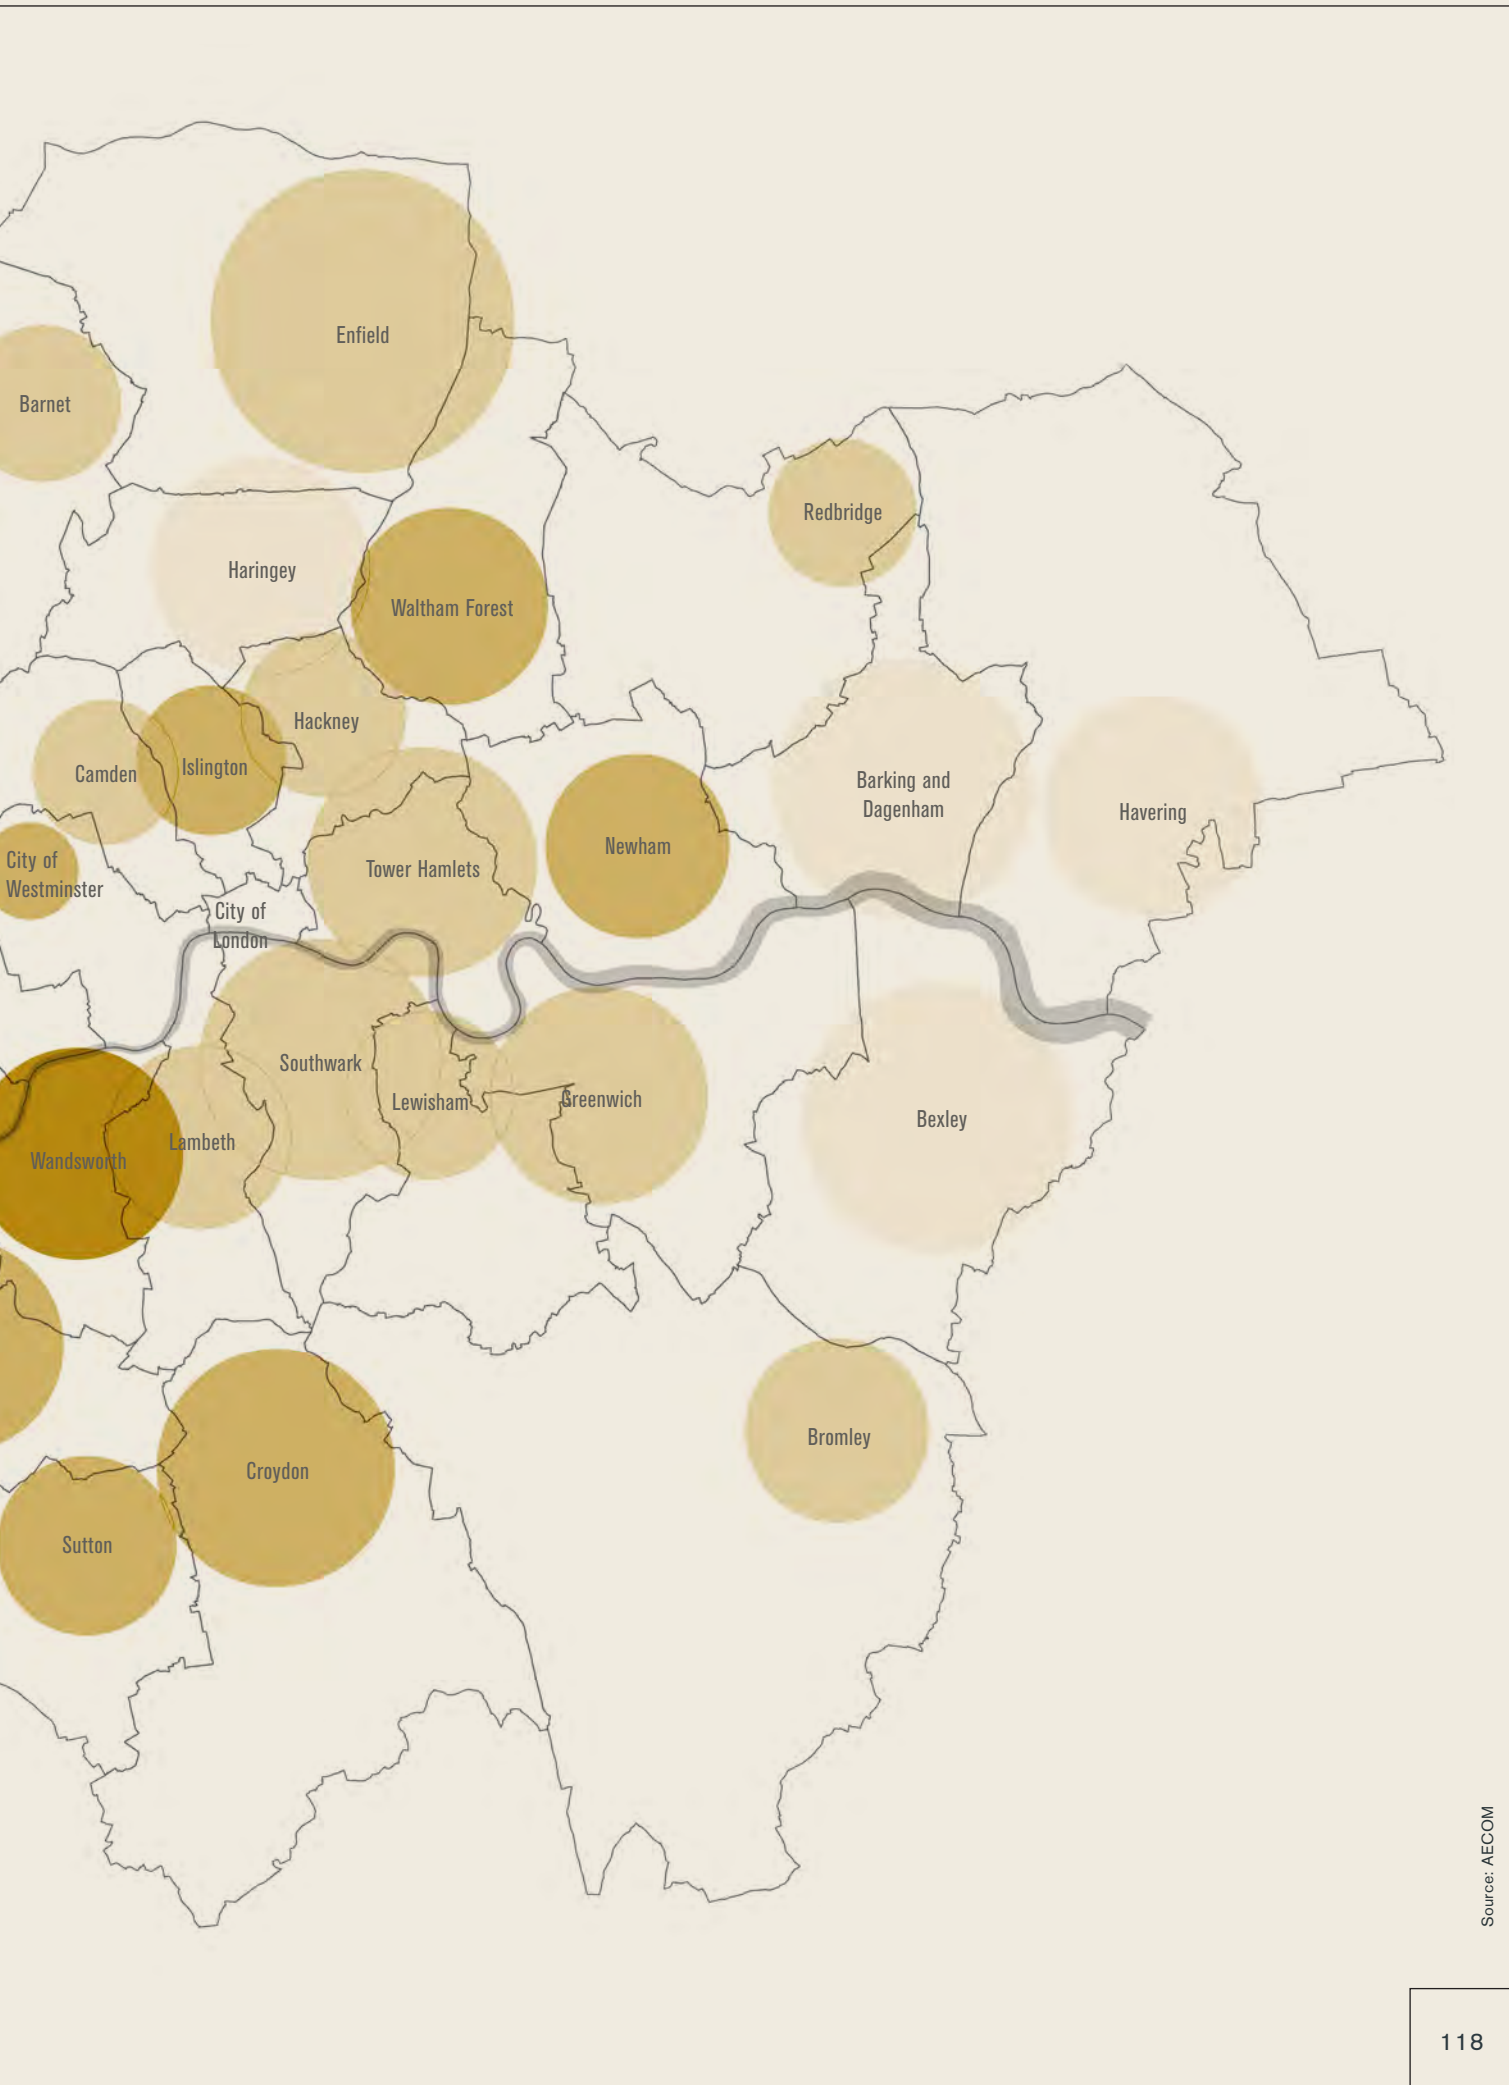 Enfield
Barnet
Redbridge
Haringey
Waltham Forest
Hackney
Islington
Camden
Barking and
Dagenham
Havering
Newham
City of
Westminster
Tower Hamlets
City of
London
Southwark
Lewisham
Greenwich
Bexley
Lambeth
Wandsworth
Bromley
Croydon
Sutton
Source: AECOM
118